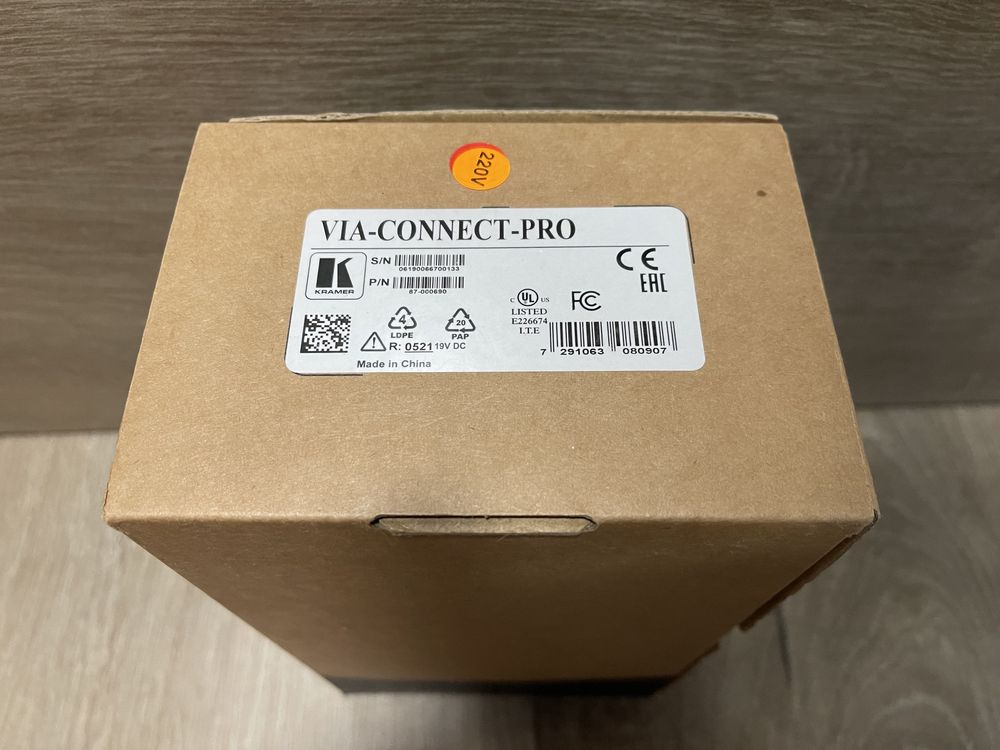 220V
VIA-CONNECT-PRO
S/N
06190066700133
P/N
87-000690
K
KRAMER
CE
EAC
C UL US
LISTED
E226674
I.T.E
FC
4
LDPE
20
PAP
R: 0521 19V DC
Made in China
7 291063 080907